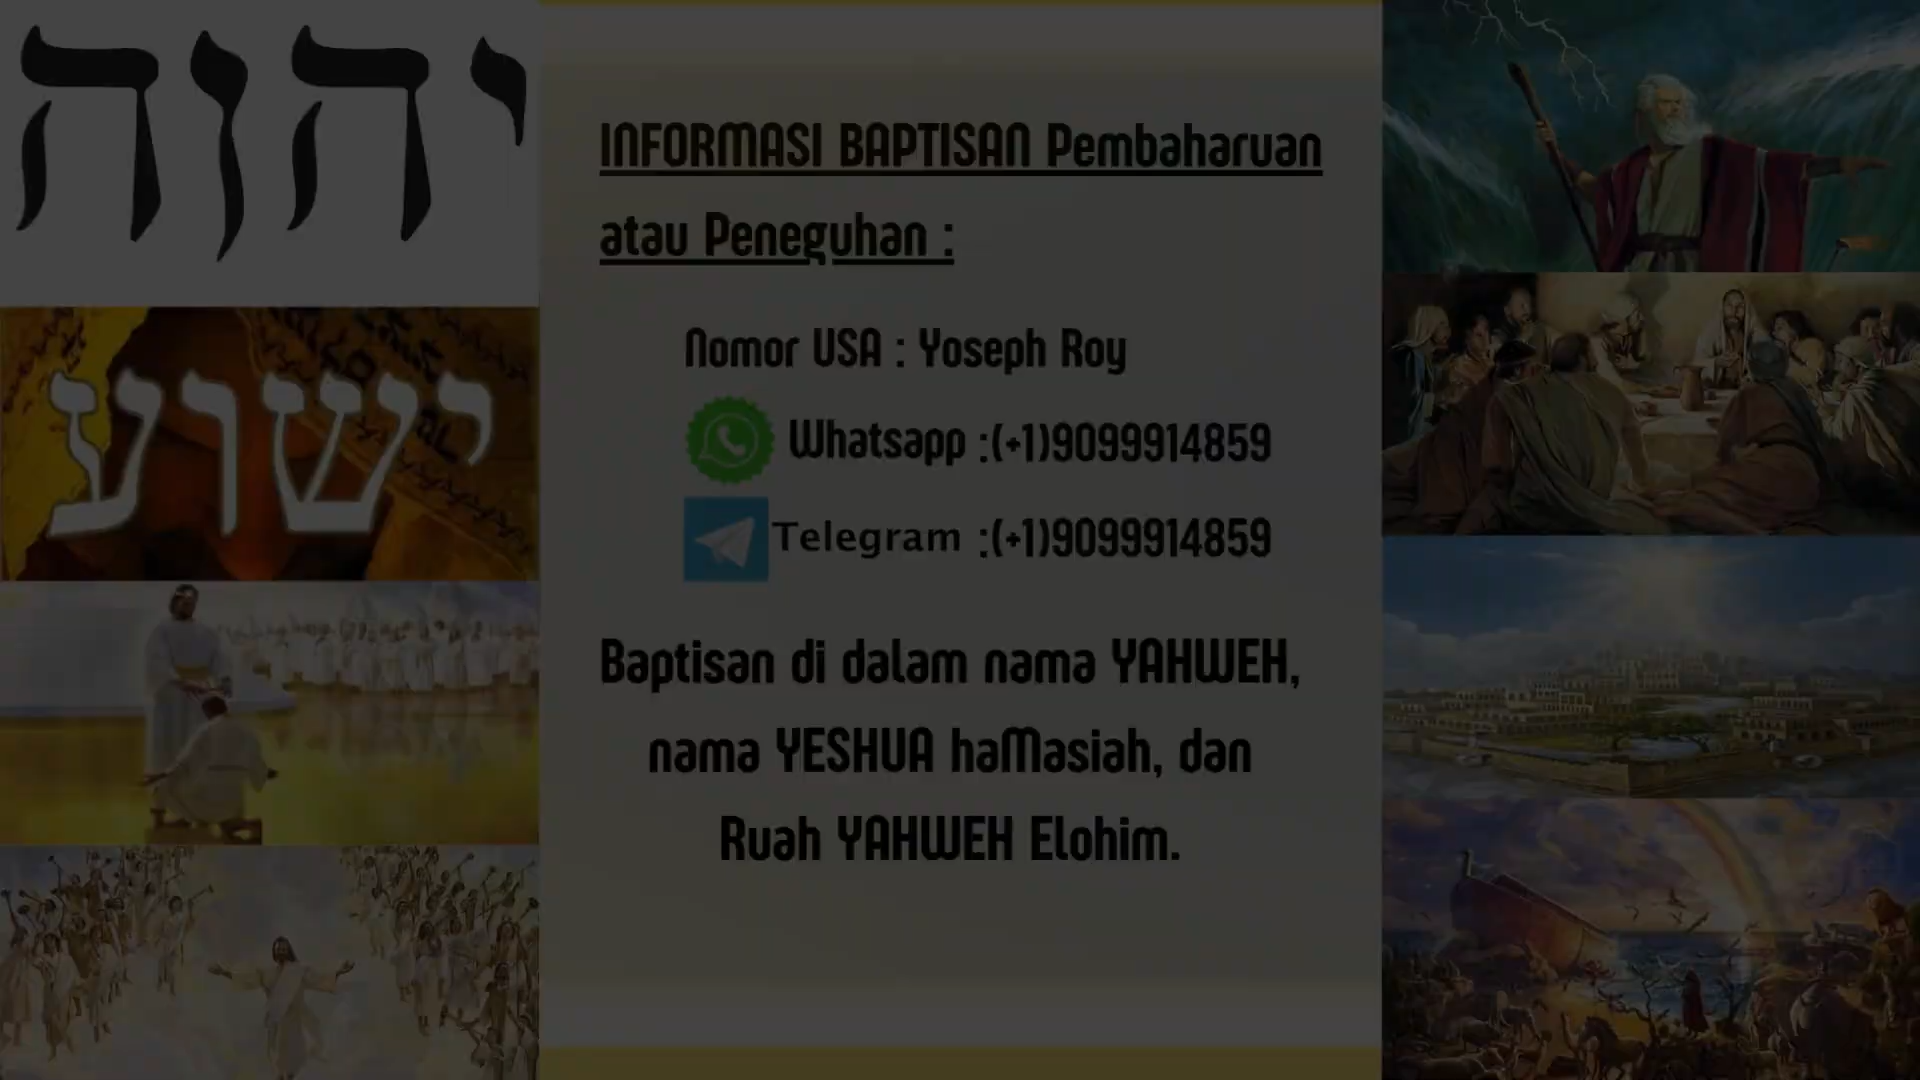 יהוה
ישוע
INFORMASI BAPTISAN Pembaharuan
atau Peneguhan :
Nomor USA : Yoseph Roy
Whatsapp :(+1)9099914859
Telegram :(+1)9099914859
Baptisan di dalam nama YAHWEH,
nama YESHUA haMasiah, dan
Ruah YAHWEH Elohim.